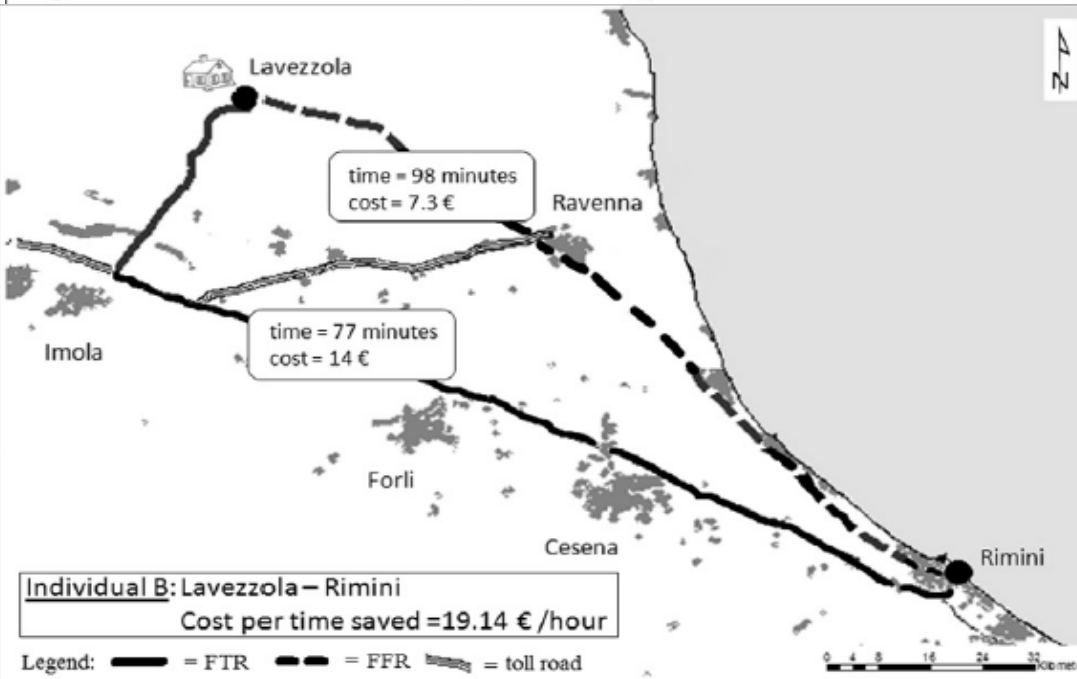 Lavezzola
time = 98 minutes
cost = 7.3 €
Ravenna
time = 77 minutes
cost = 14 €
Imola
Forli
Cesena
Rimini
Individual B: Lavezzola – Rimini
Cost per time saved =19.14 € /hour
Legend: = FTR = FFR = toll road
0 4 8 16 24 32